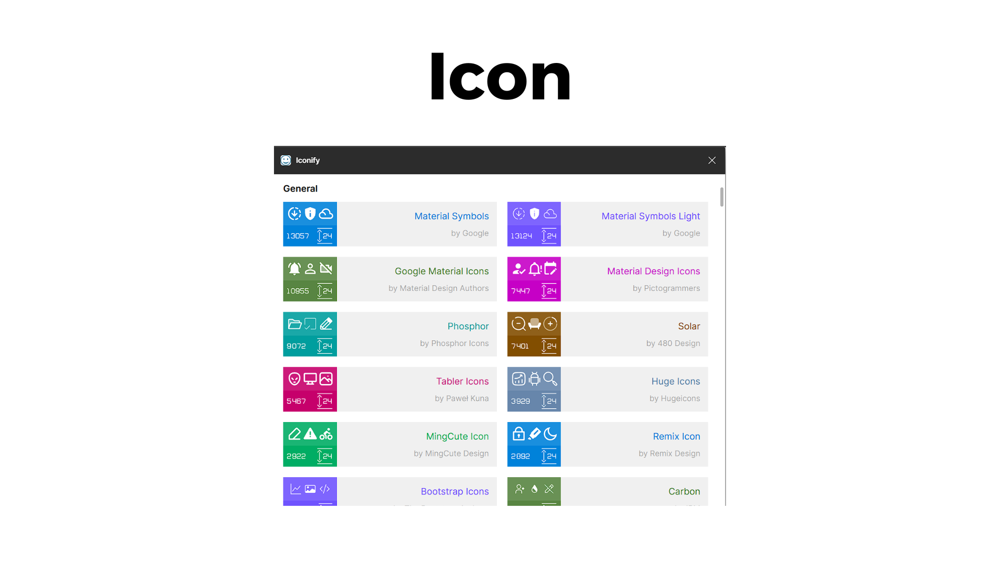 Icon
Iconify
General
Material Symbols
by Google
13057 24
Material Symbols Light
by Google
13124 24
Google Material Icons
by Material Design Authors
10955 24
Material Design Icons
by Pictogrammers
7447 24
Phosphor
by Phosphor Icons
9072 24
Solar
by 480 Design
7401 24
Tabler Icons
by Paweł Kuna
5467 24
Huge Icons
by Hugeicons
3929 24
MingCute Icon
by MingCute Design
2922 24
Remix Icon
by Remix Design
2892 24
Bootstrap Icons
Carbon